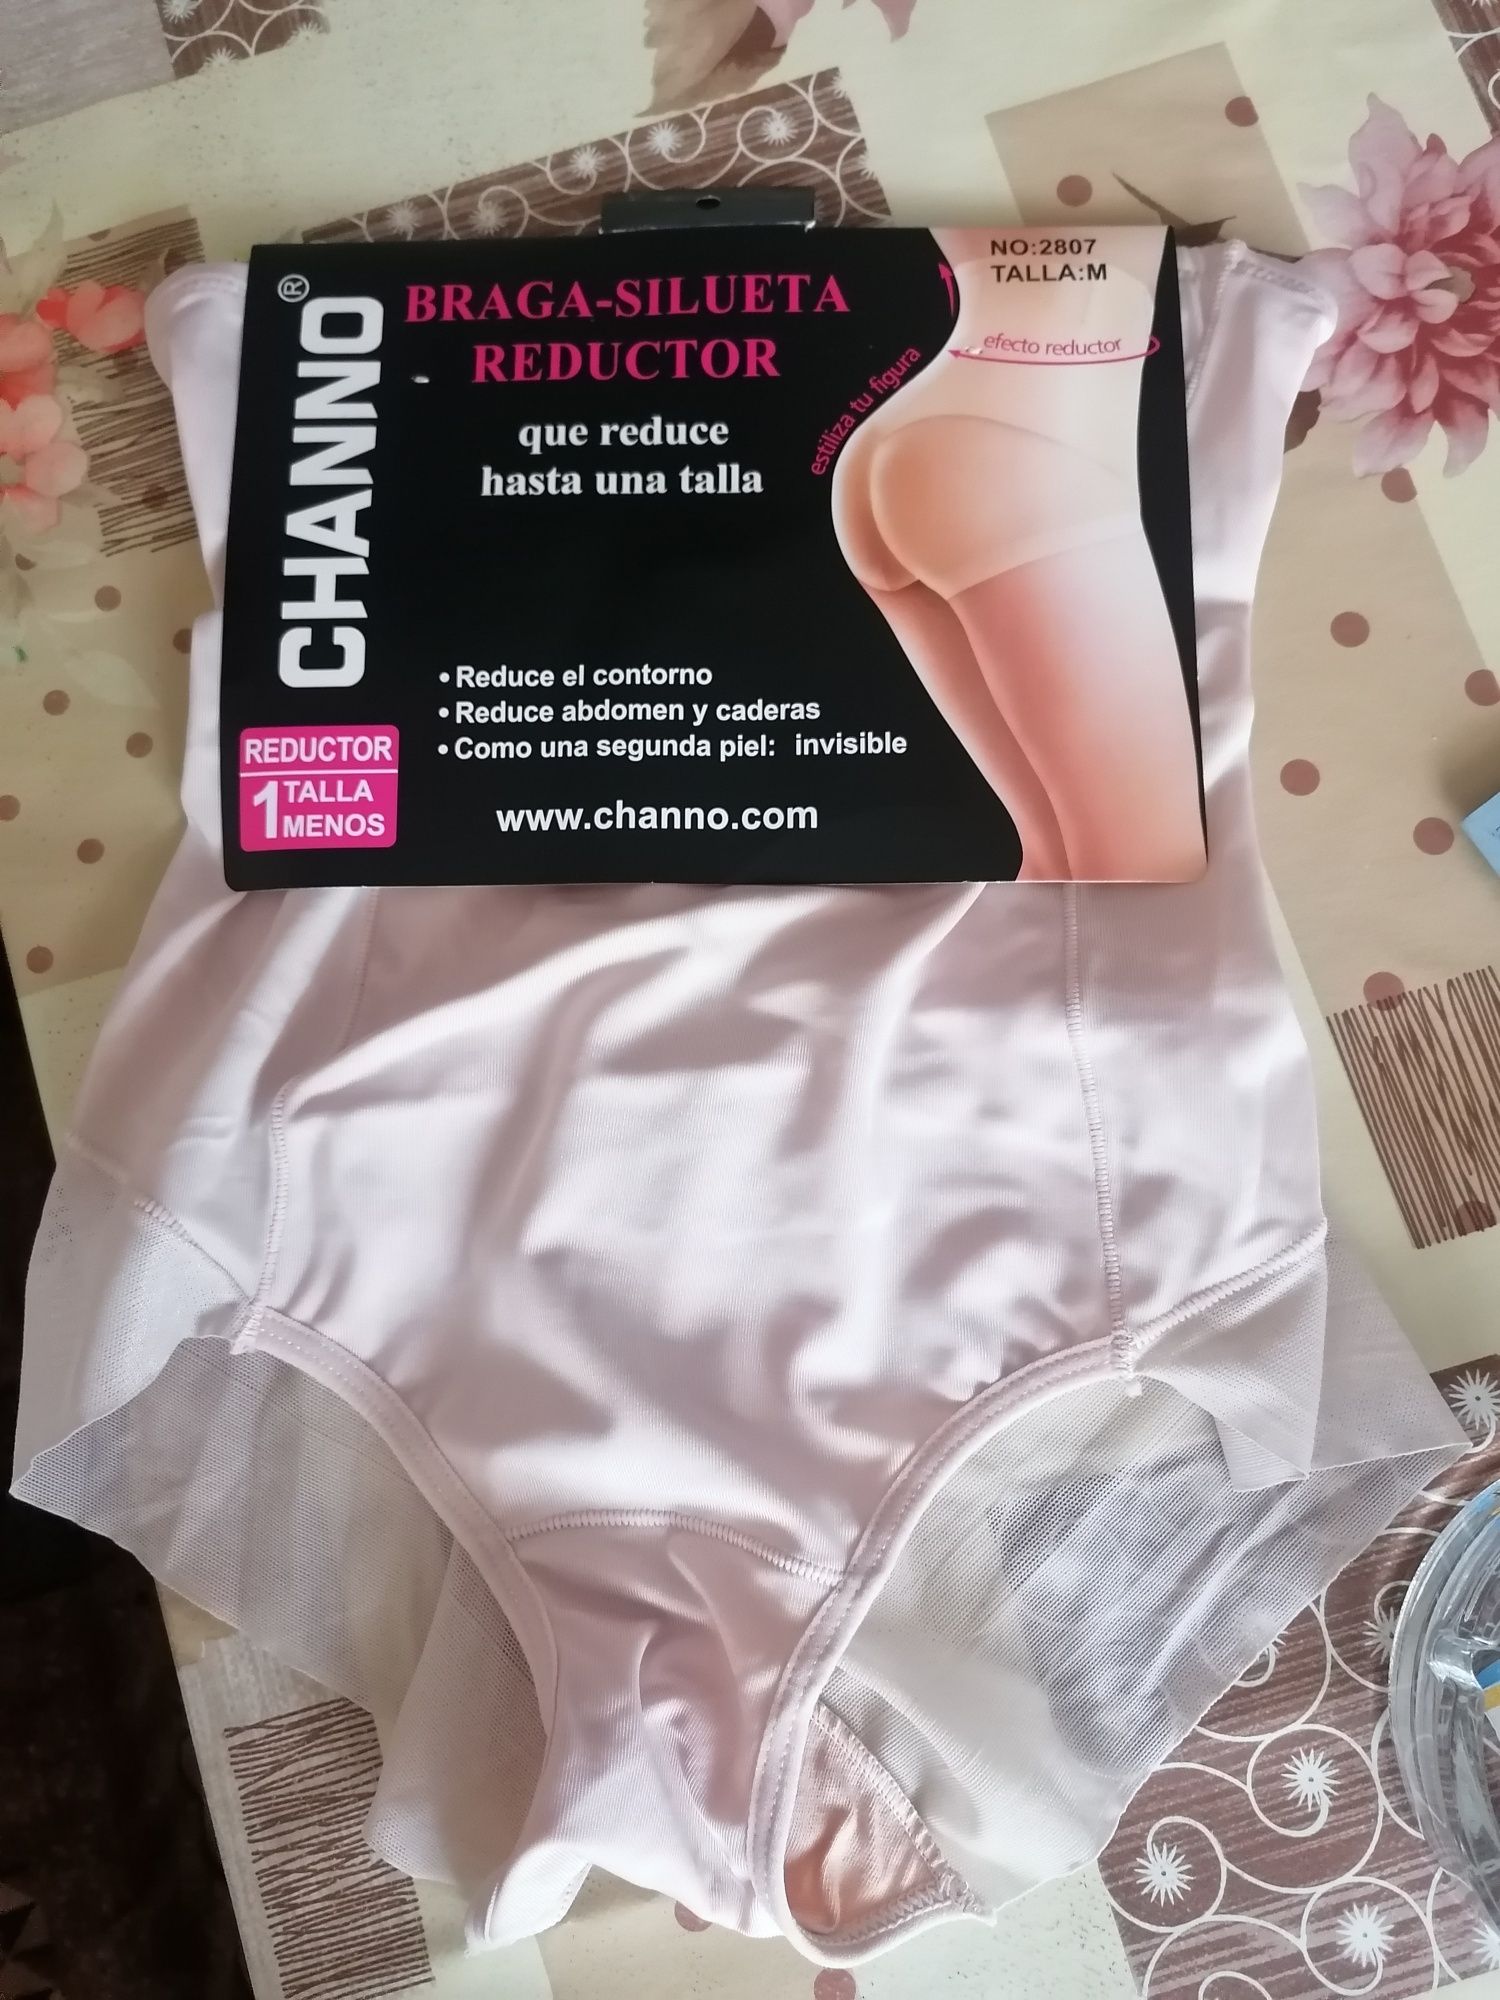 CHANNO®
BRAGA-SILUETA
REDUCTOR
que reduce
hasta una talla
NO:2807
TALLA:M
efecto reductor
estiliza tu figura
• Reduce el contorno
• Reduce abdomen y caderas
• Como una segunda piel: invisible
REDUCTOR
1 TALLA
MENOS
www.channo.com